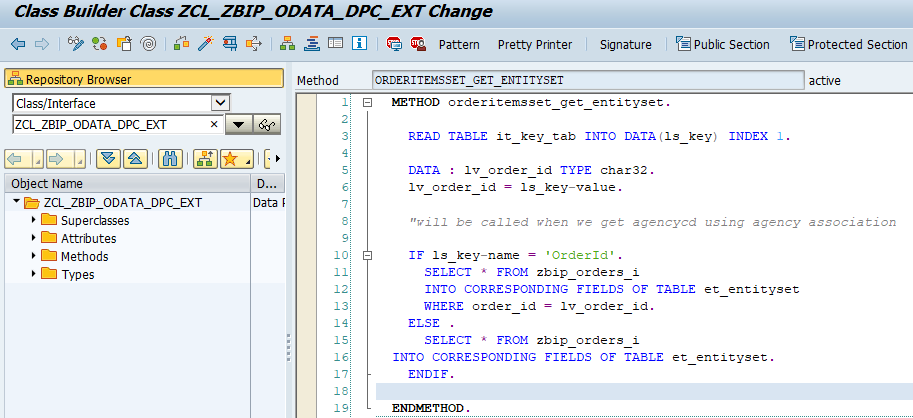 Class Builder Class ZCL_ZBIP_ODATA_DPC_EXT Change
Pattern Pretty Printer Signature Public Section Protected Section
Repository Browser
Class/Interface
ZCL_ZBIP_ODATA_DPC_EXT
Object Name D...
ZCL_ZBIP_ODATA_DPC_EXT Data F
Superclasses
Attributes
Methods
Types
Method ORDERITEMSSET_GET_ENTITYSET active
1 METHOD orderitemsset_get_entityset.
2
3 READ TABLE it_key_tab INTO DATA(ls_key) INDEX 1.
4
5 DATA : lv_order_id TYPE char32.
6 lv_order_id = ls_key-value.
7
8 "will be called when we get agencycd using agency association
9
10 IF ls_key-name = 'OrderId'.
11 SELECT * FROM zbip_orders_i
12 INTO CORRESPONDING FIELDS OF TABLE et_entityset
13 WHERE order_id = lv_order_id.
14 ELSE .
15 SELECT * FROM zbip_orders_i
16 INTO CORRESPONDING FIELDS OF TABLE et_entityset.
17 ENDIF.
18
19 ENDMETHOD.